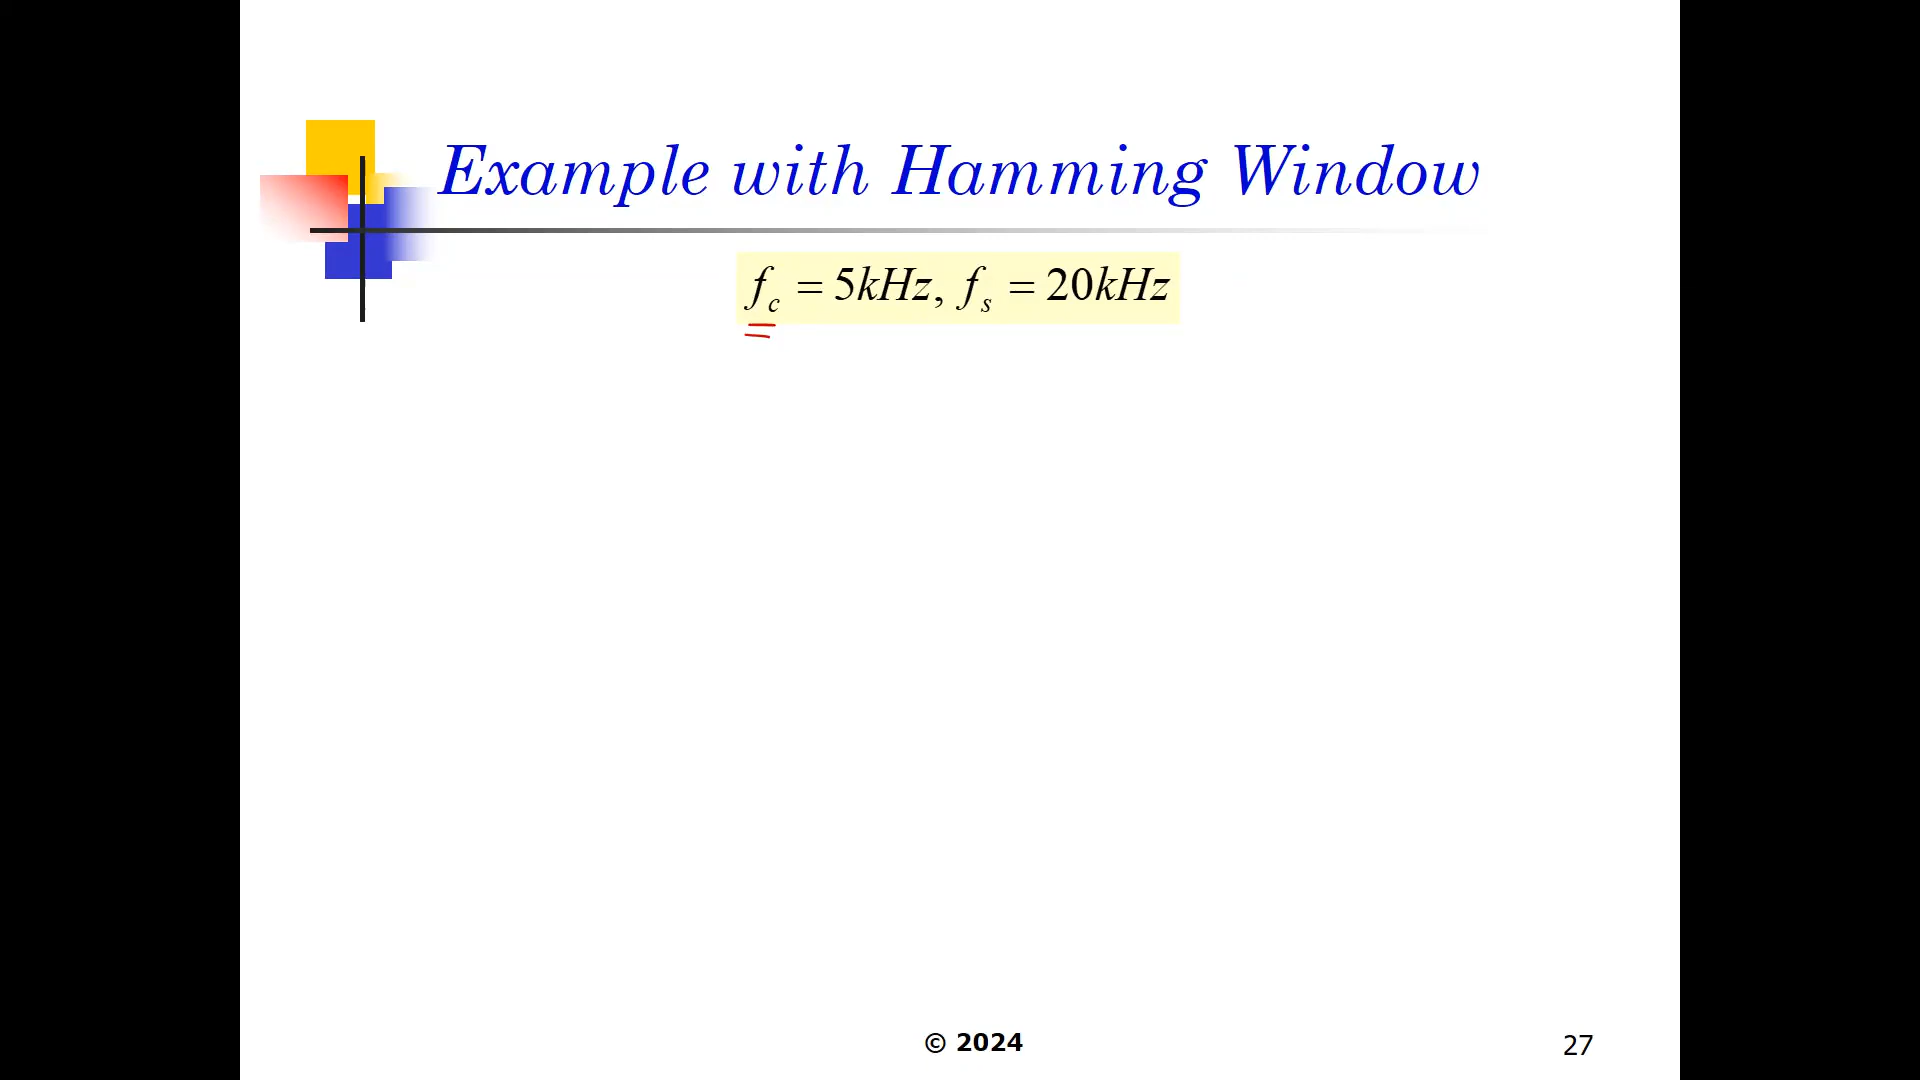 Example with Hamming Window
f_c = 5kHz, f_s = 20kHz
© 2024
27